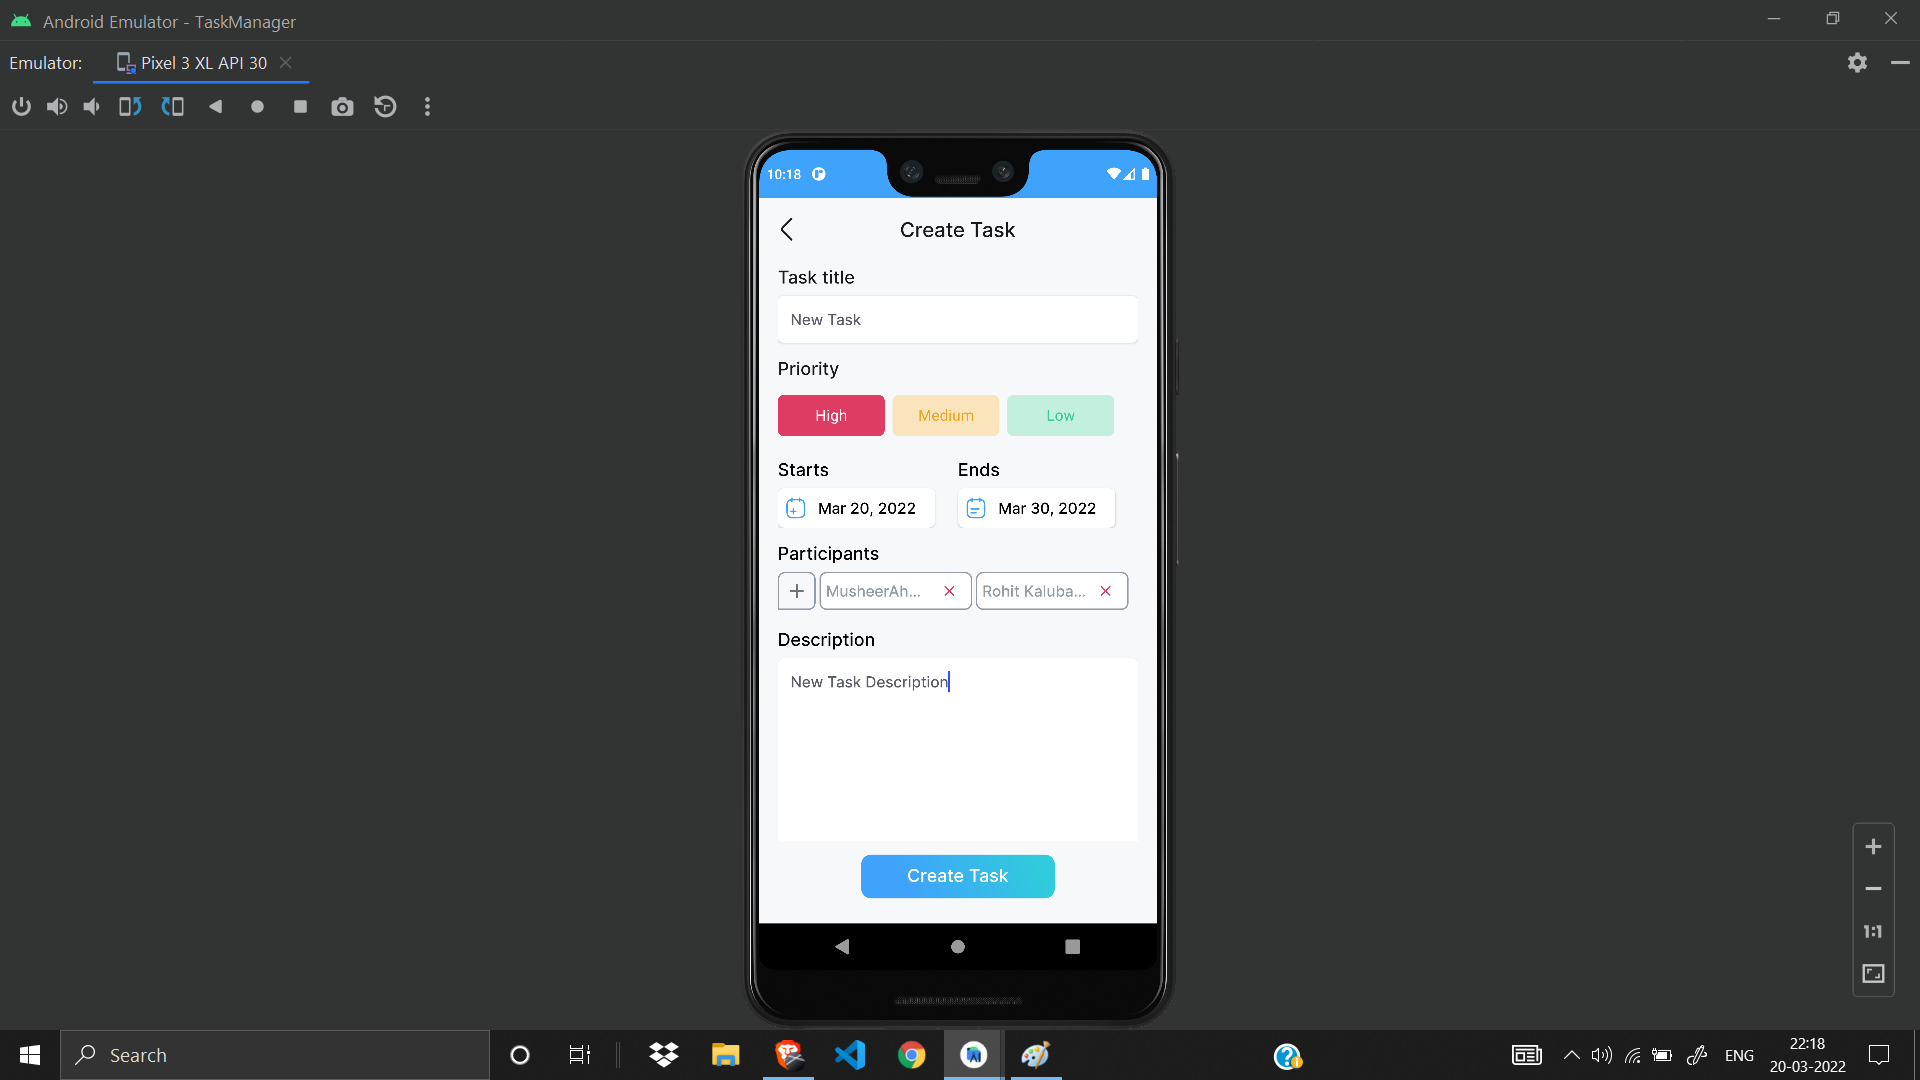 Android Emulator - TaskManager
Emulator: Pixel 3 XL API 30
10:18
Create Task
Task title
New Task
Priority
High Medium Low
Starts Ends
Mar 20, 2022 Mar 30, 2022
Participants
MusheerAh... Rohit Kaluba...
Description
New Task Description
Create Task
1:1
Search
ENG
22:18
20-03-2022